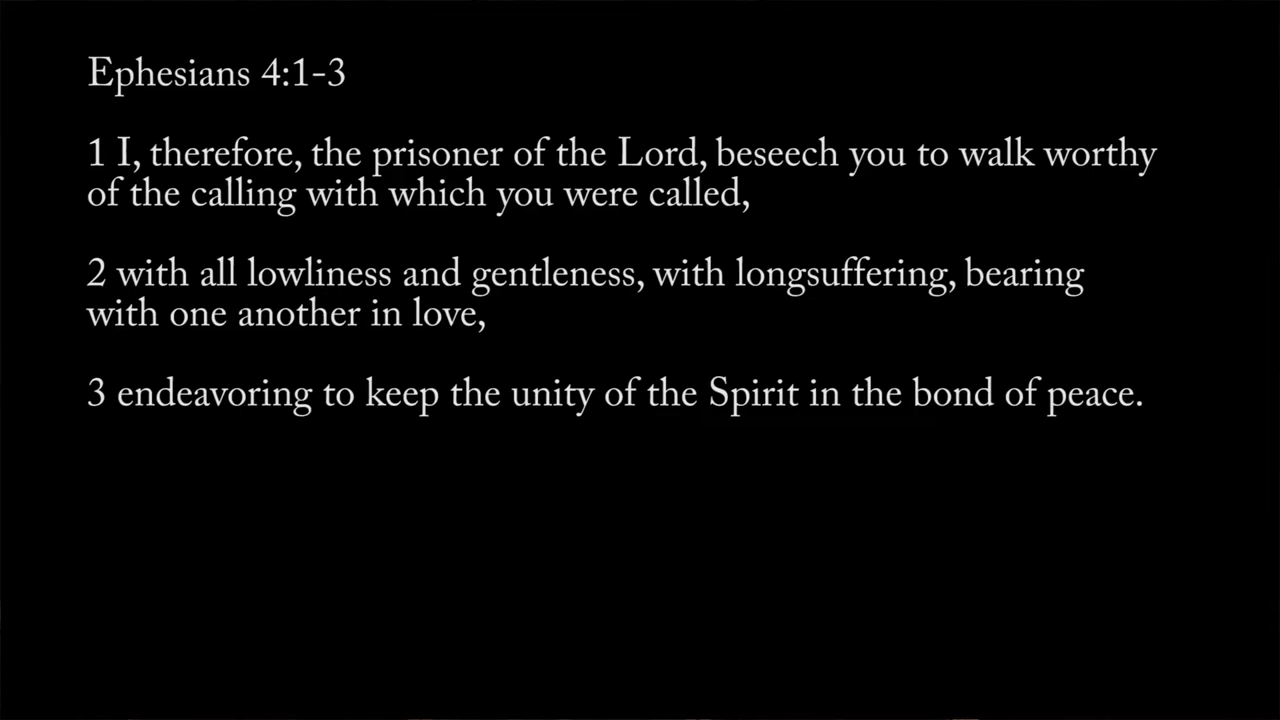 Ephesians 4:1-3
1 I, therefore, the prisoner of the Lord, beseech you to walk worthy
of the calling with which you were called,
2 with all lowliness and gentleness, with longsuffering, bearing
with one another in love,
3 endeavoring to keep the unity of the Spirit in the bond of peace.